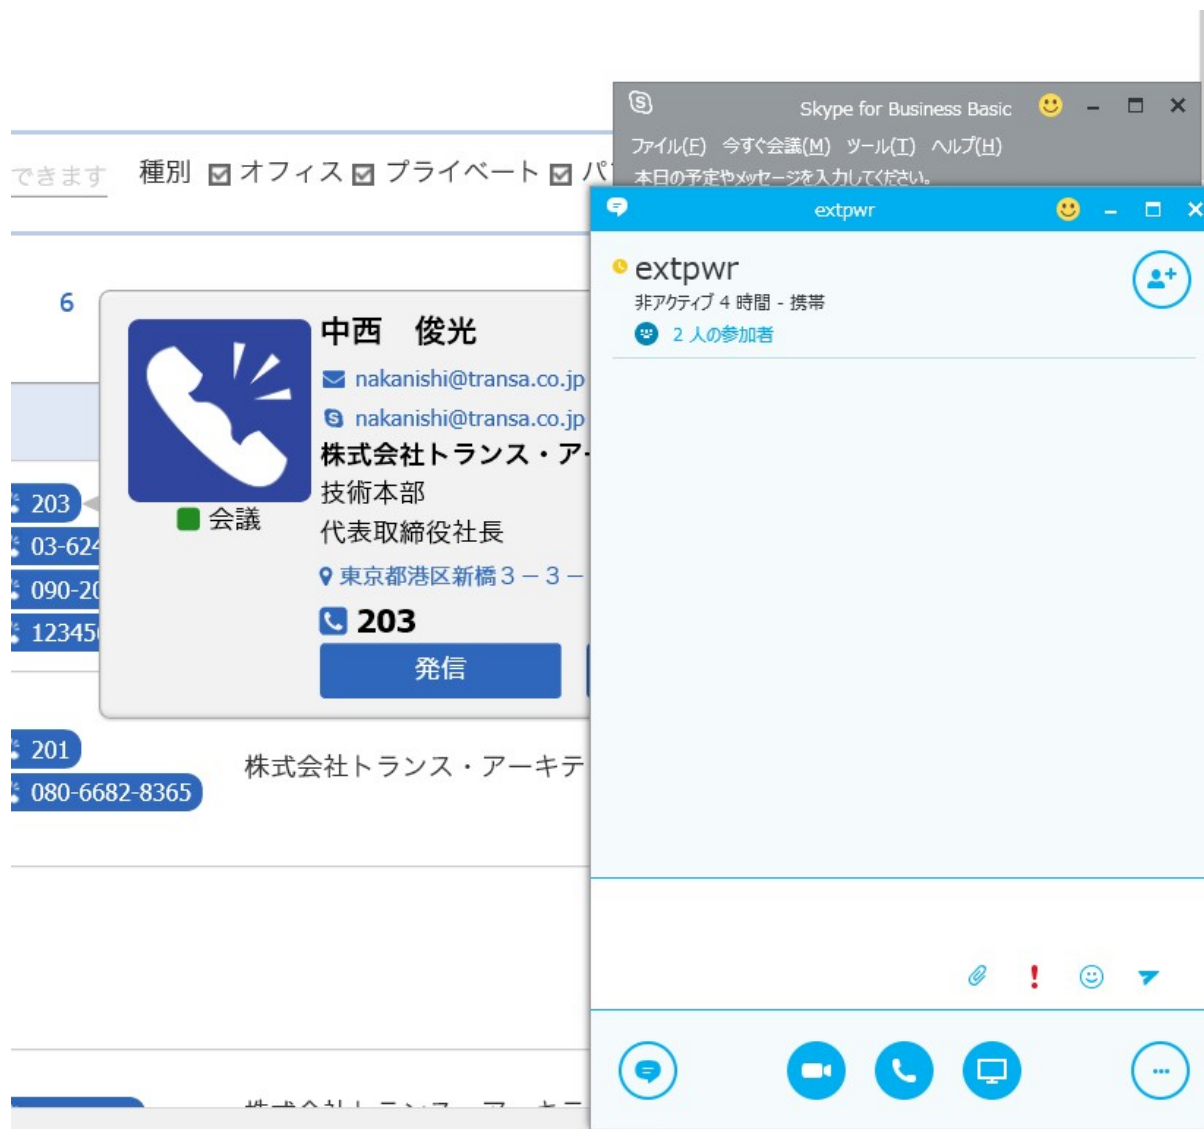 Skype for Business Basic
ファイル(F) 今すぐ会議(M) ツール(T) ヘルプ(H)
本日の予定やメッセージを入力してください。
できます 種別 オフィス プライベート パ
extpwr
extpwr
非アクティブ 4 時間 - 携帯
2 人の参加者
6
中西 俊光
nakanishi@transa.co.jp
nakanishi@transa.co.jp
株式会社トランス・ア
技術本部
代表取締役社長
東京都港区新橋３－３－
203
発信
会議
203
03-624
090-20
123456
201
080-6682-8365
株式会社トランス・アーキテ